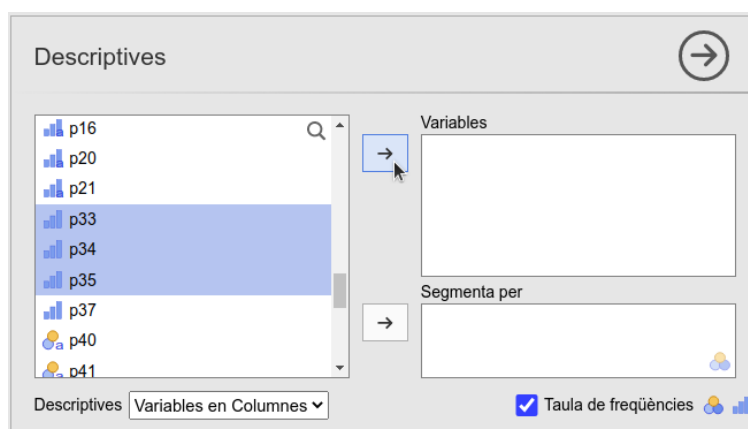 Descriptives
p16
p20
p21
p33
p34
p35
p37
p40
p41
Variables
Segmenta per
Descriptives Variables en Columnes
Taula de freqüències